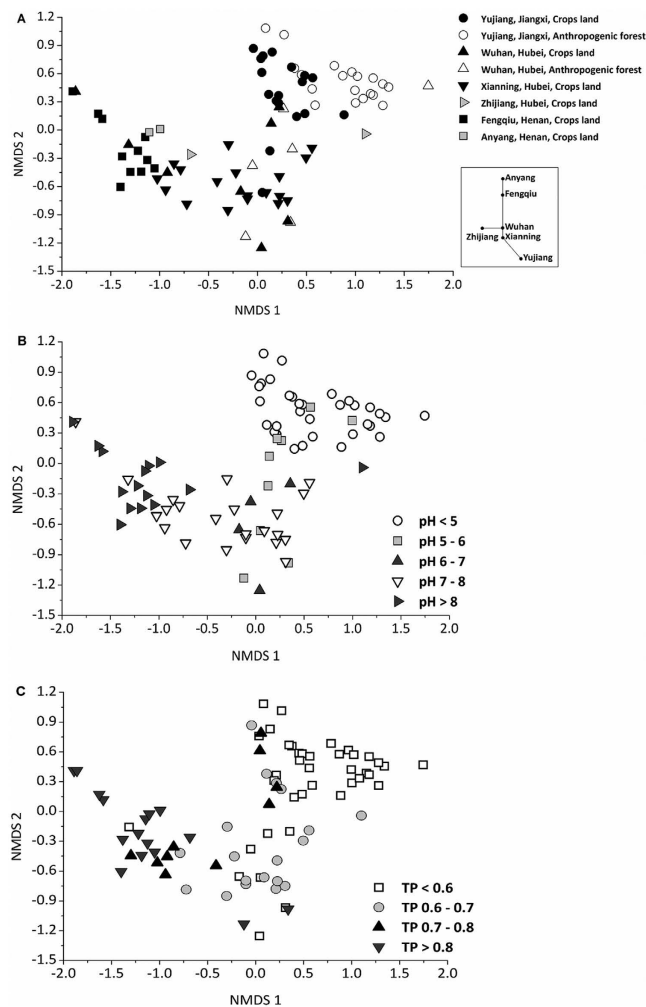 A
NMDS 2
1.2
0.9
0.6
0.3
0.0
-0.3
-0.6
-0.9
-1.2
-1.5
-2.0 -1.5 -1.0 -0.5 0.0 0.5 1.0 1.5 2.0
NMDS 1
Yujiang, Jiangxi, Crops land
Yujiang, Jiangxi, Anthropogenic forest
Wuhan, Hubei, Crops land
Wuhan, Hubei, Anthropogenic forest
Xianning, Hubei, Crops land
Zhijiang, Hubei, Crops land
Fengqiu, Henan, Crops land
Anyang, Henan, Crops land
Anyang
Fengqiu
Wuhan
Zhijiang
Xianning
Yujiang
B
NMDS 2
1.2
0.9
0.6
0.3
0.0
-0.3
-0.6
-0.9
-1.2
-1.5
-2.0 -1.5 -1.0 -0.5 0.0 0.5 1.0 1.5 2.0
NMDS 1
pH < 5
pH 5 - 6
pH 6 - 7
pH 7 - 8
pH > 8
C
NMDS 2
1.2
0.9
0.6
0.3
0.0
-0.3
-0.6
-0.9
-1.2
-1.5
-2.0 -1.5 -1.0 -0.5 0.0 0.5 1.0 1.5 2.0
NMDS 1
TP < 0.6
TP 0.6 - 0.7
TP 0.7 - 0.8
TP > 0.8